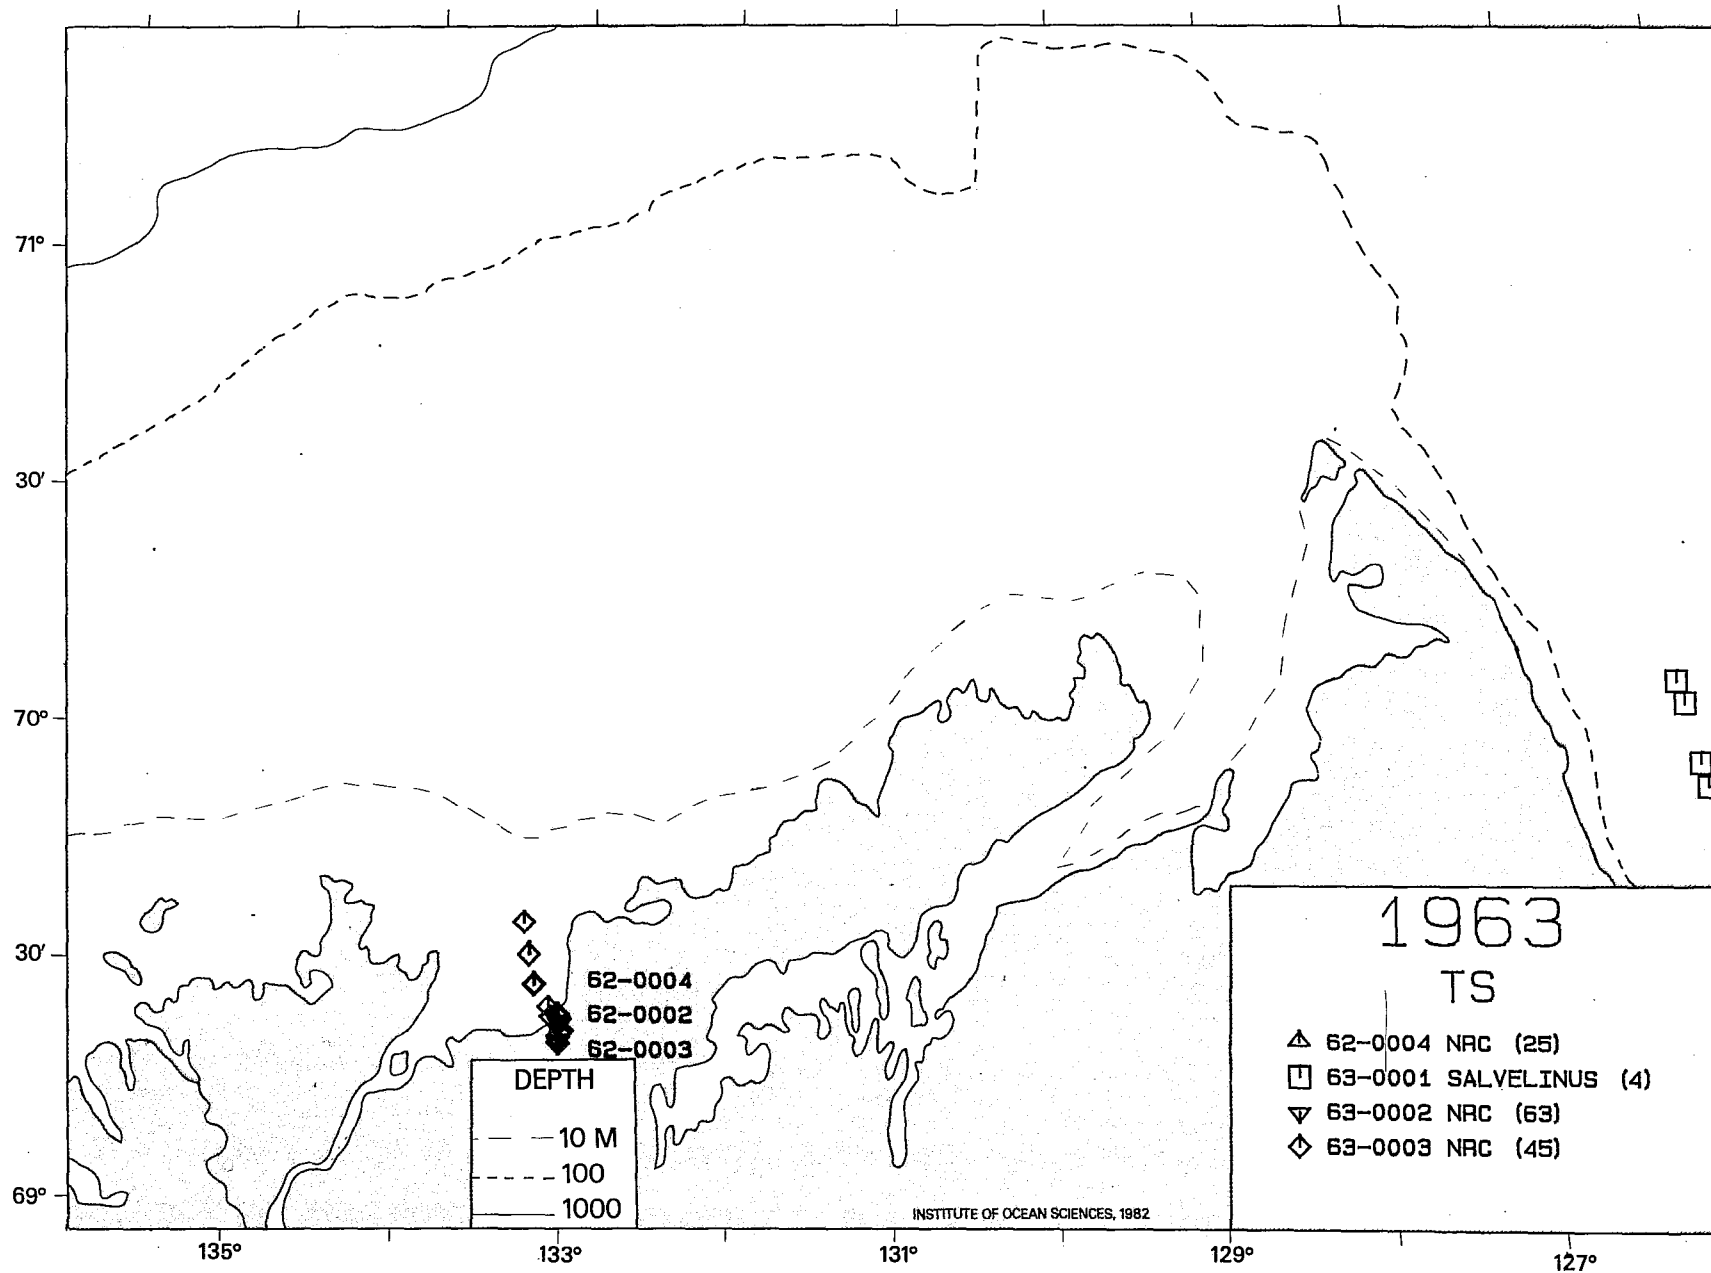 71°
30'
70°
30'
69°
62-0004
62-0002
62-0003
DEPTH
10 M
100
1000
1963
TS
62-0004 NRC (25)
63-0001 SALVELINUS (4)
63-0002 NRC (63)
63-0003 NRC (45)
INSTITUTE OF OCEAN SCIENCES, 1982
135°
133°
131°
129°
127°